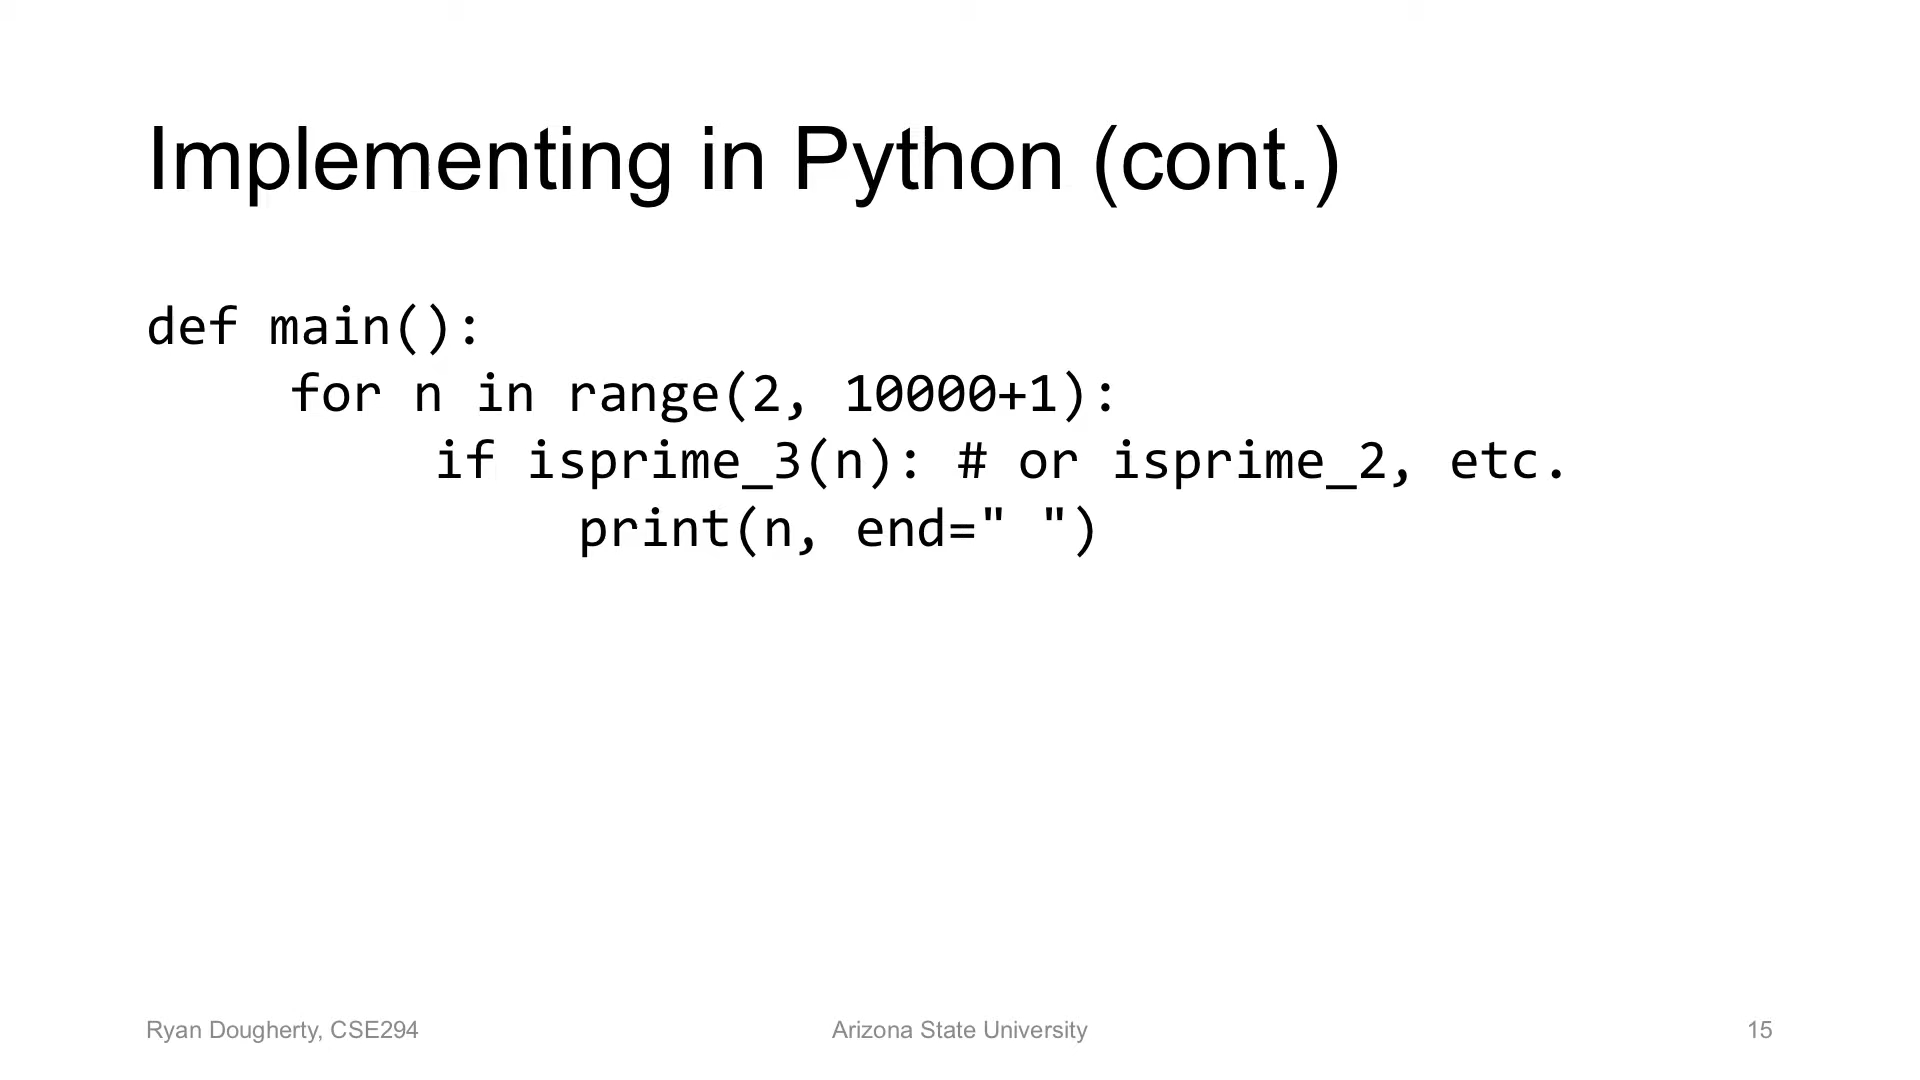 Implementing in Python (cont.)
def main():
for n in range(2, 10000+1):
if isprime_3(n): # or isprime_2, etc.
print(n, end=" ")
Ryan Dougherty, CSE294
Arizona State University
15